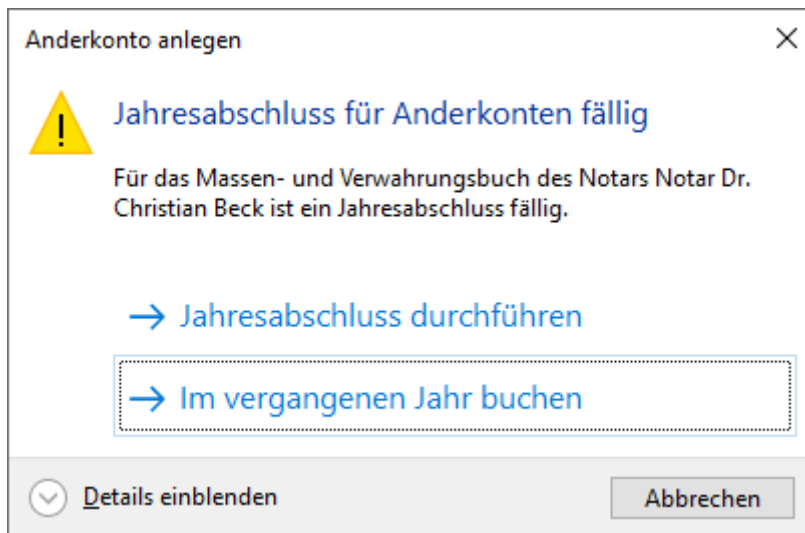 Anderkonto anlegen
Jahresabschluss für Anderkonten fällig
Für das Massen- und Verwahrungsbuch des Notars Notar Dr.
Christian Beck ist ein Jahresabschluss fällig.
Jahresabschluss durchführen
Im vergangenen Jahr buchen
Details einblenden
Abbrechen